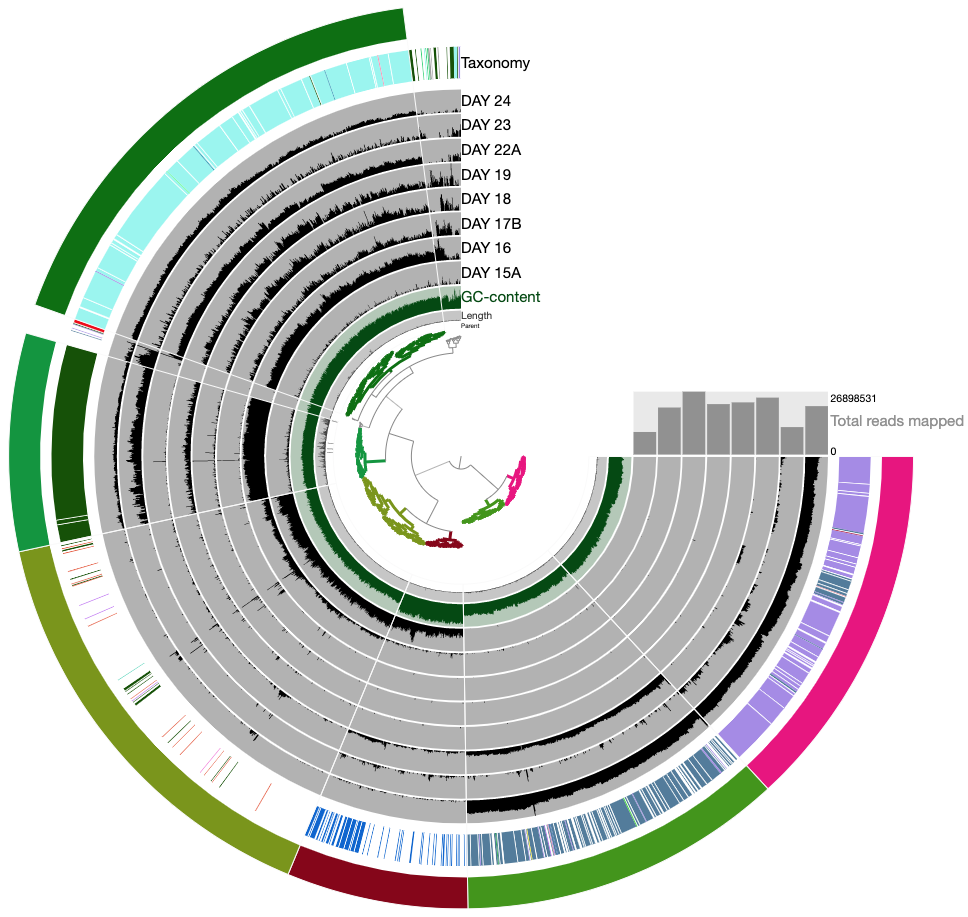 Taxonomy
DAY 24
DAY 23
DAY 22A
DAY 19
DAY 18
DAY 17B
DAY 16
DAY 15A
GC-content
Length
Parent
26898531
Total reads mapped
0